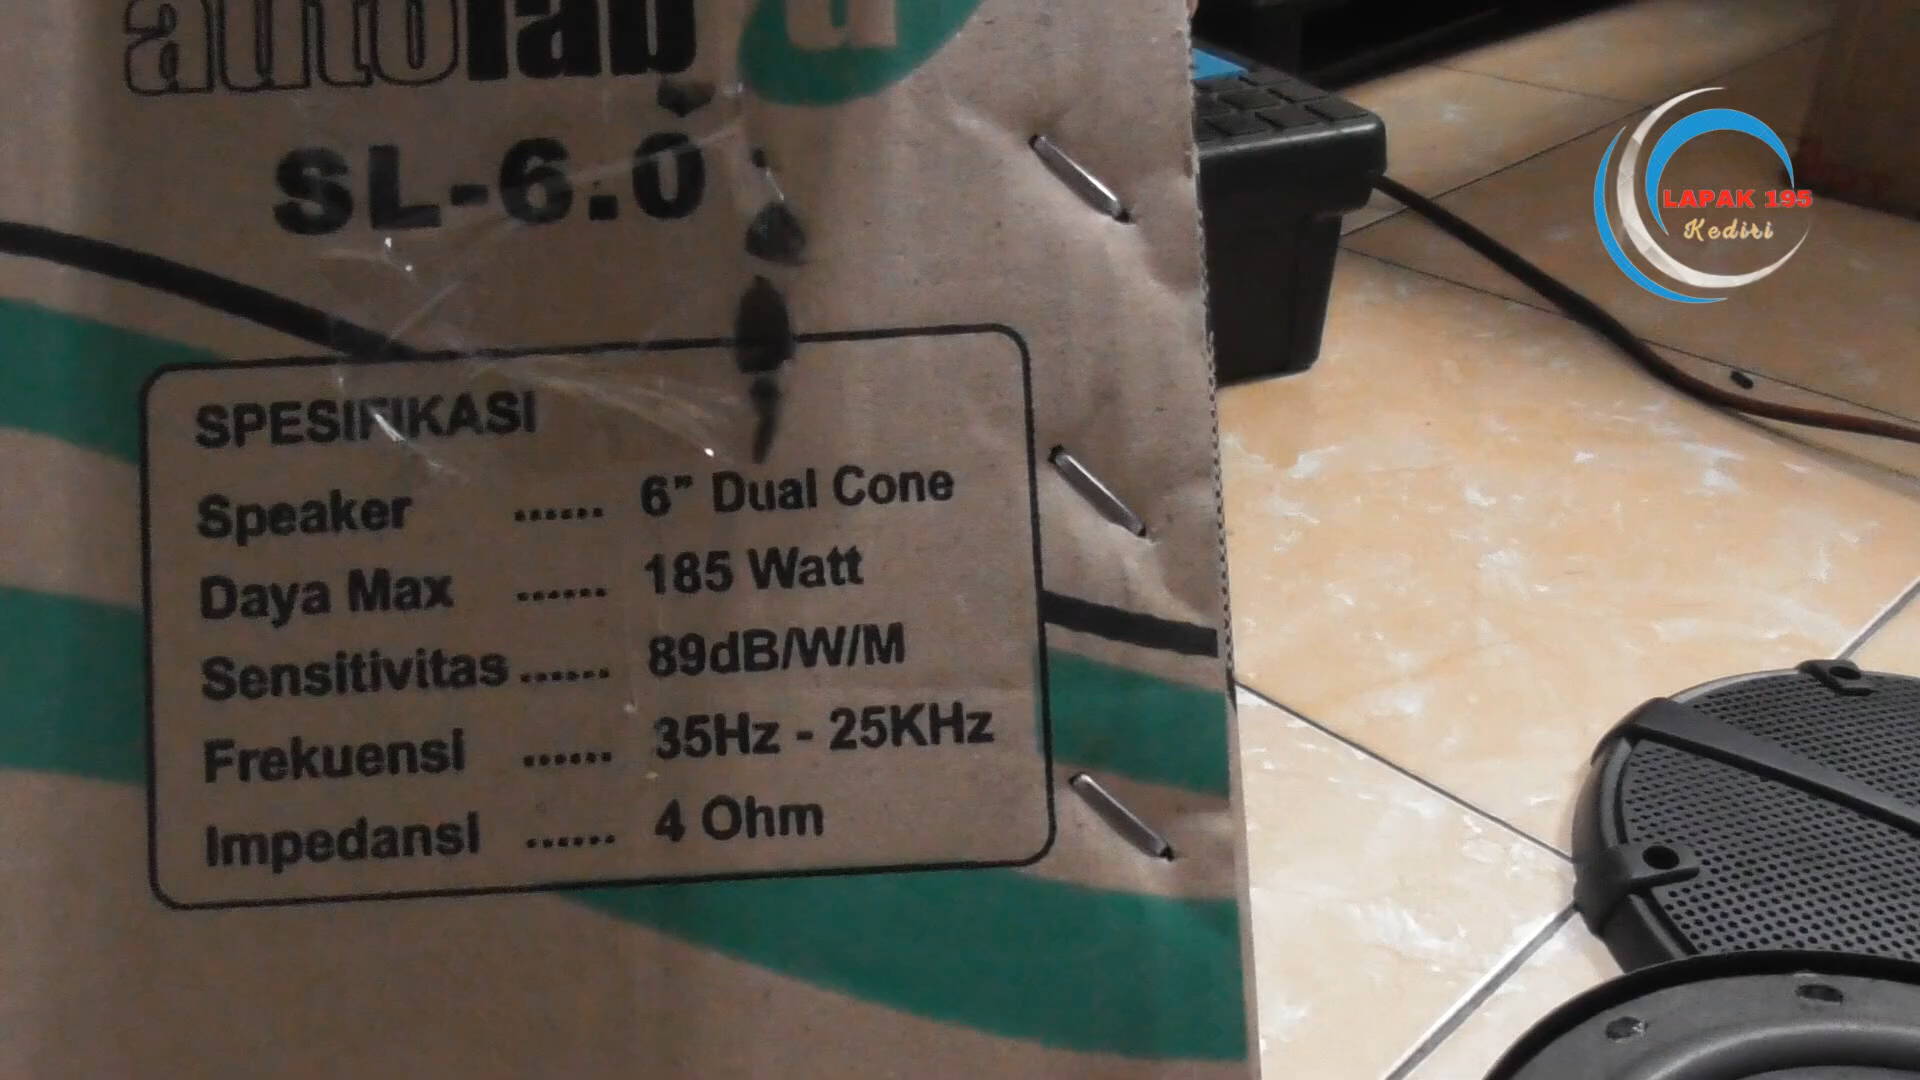 autolab
SL-6.0
LAPAK 195
Kediri
SPESIFIKASI
Speaker ...... 6” Dual Cone
Daya Max ...... 185 Watt
Sensitivitas ...... 89dB/W/M
Frekuensi ...... 35Hz - 25KHz
Impedansi ...... 4 Ohm